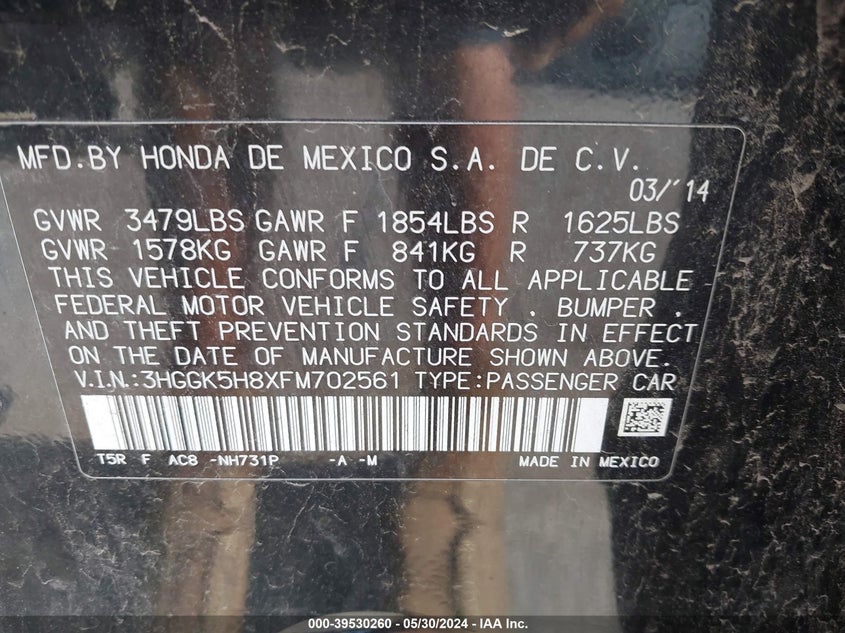 MFD.BY HONDA DE MEXICO S.A. DE C.V.
03/'14
GVWR 3479LBS GAWR F 1854LBS R 1625LBS
GVWR 1578KG GAWR F 841KG R 737KG
THIS VEHICLE CONFORMS TO ALL APPLICABLE
FEDERAL MOTOR VEHICLE SAFETY , BUMPER ,
AND THEFT PREVENTION STANDARDS IN EFFECT
ON THE DATE OF MANUFACTURE SHOWN ABOVE.
V.I.N.:3HGGK5H8XFM702561 TYPE:PASSENGER CAR
T5R F AC8 -NH731P -A -M MADE IN MEXICO
000-39530260 - 05/30/2024 - IAA Inc.